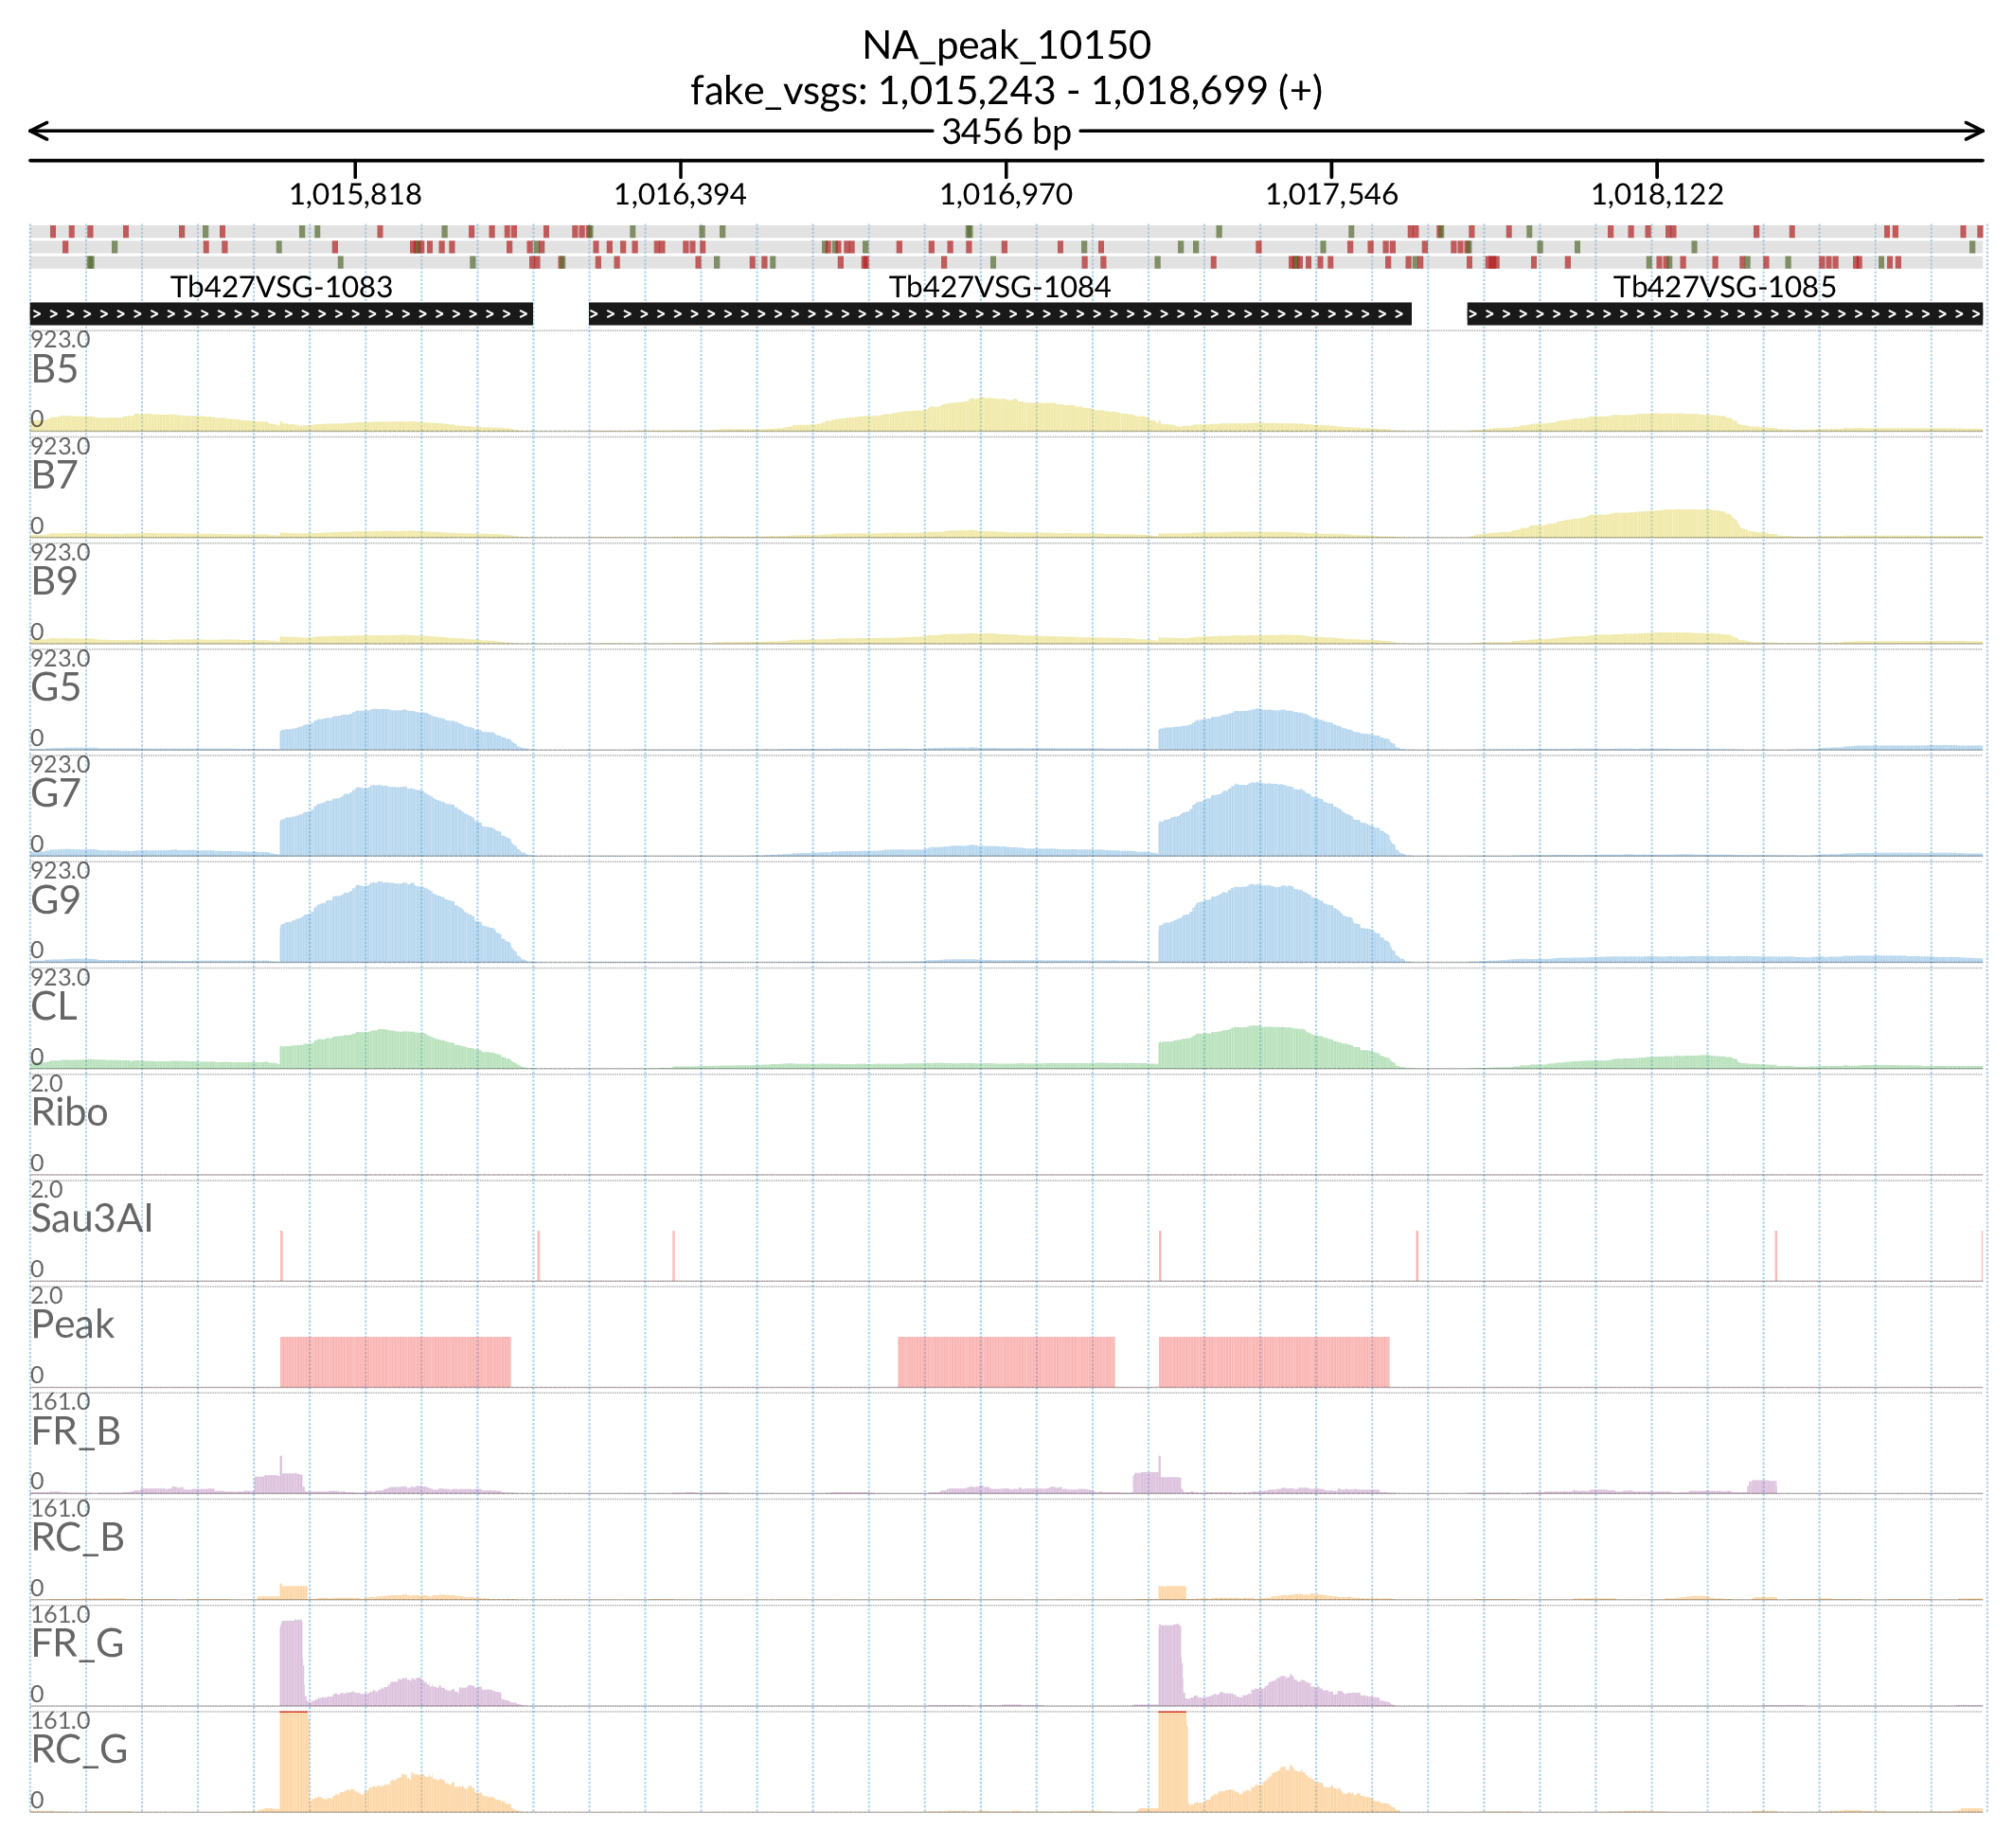 NA_peak_10150
fake_vsgs: 1,015,243 - 1,018,699 (+)
3456 bp
1,015,818 1,016,394 1,016,970 1,017,546 1,018,122
Tb427VSG-1083 Tb427VSG-1084 Tb427VSG-1085
923.0
B5
0
923.0
B7
0
923.0
B9
0
923.0
G5
0
923.0
G7
0
923.0
G9
0
923.0
CL
0
2.0
Ribo
0
2.0
Sau3AI
0
2.0
Peak
0
161.0
FR_B
0
161.0
RC_B
0
161.0
FR_G
0
161.0
RC_G
0